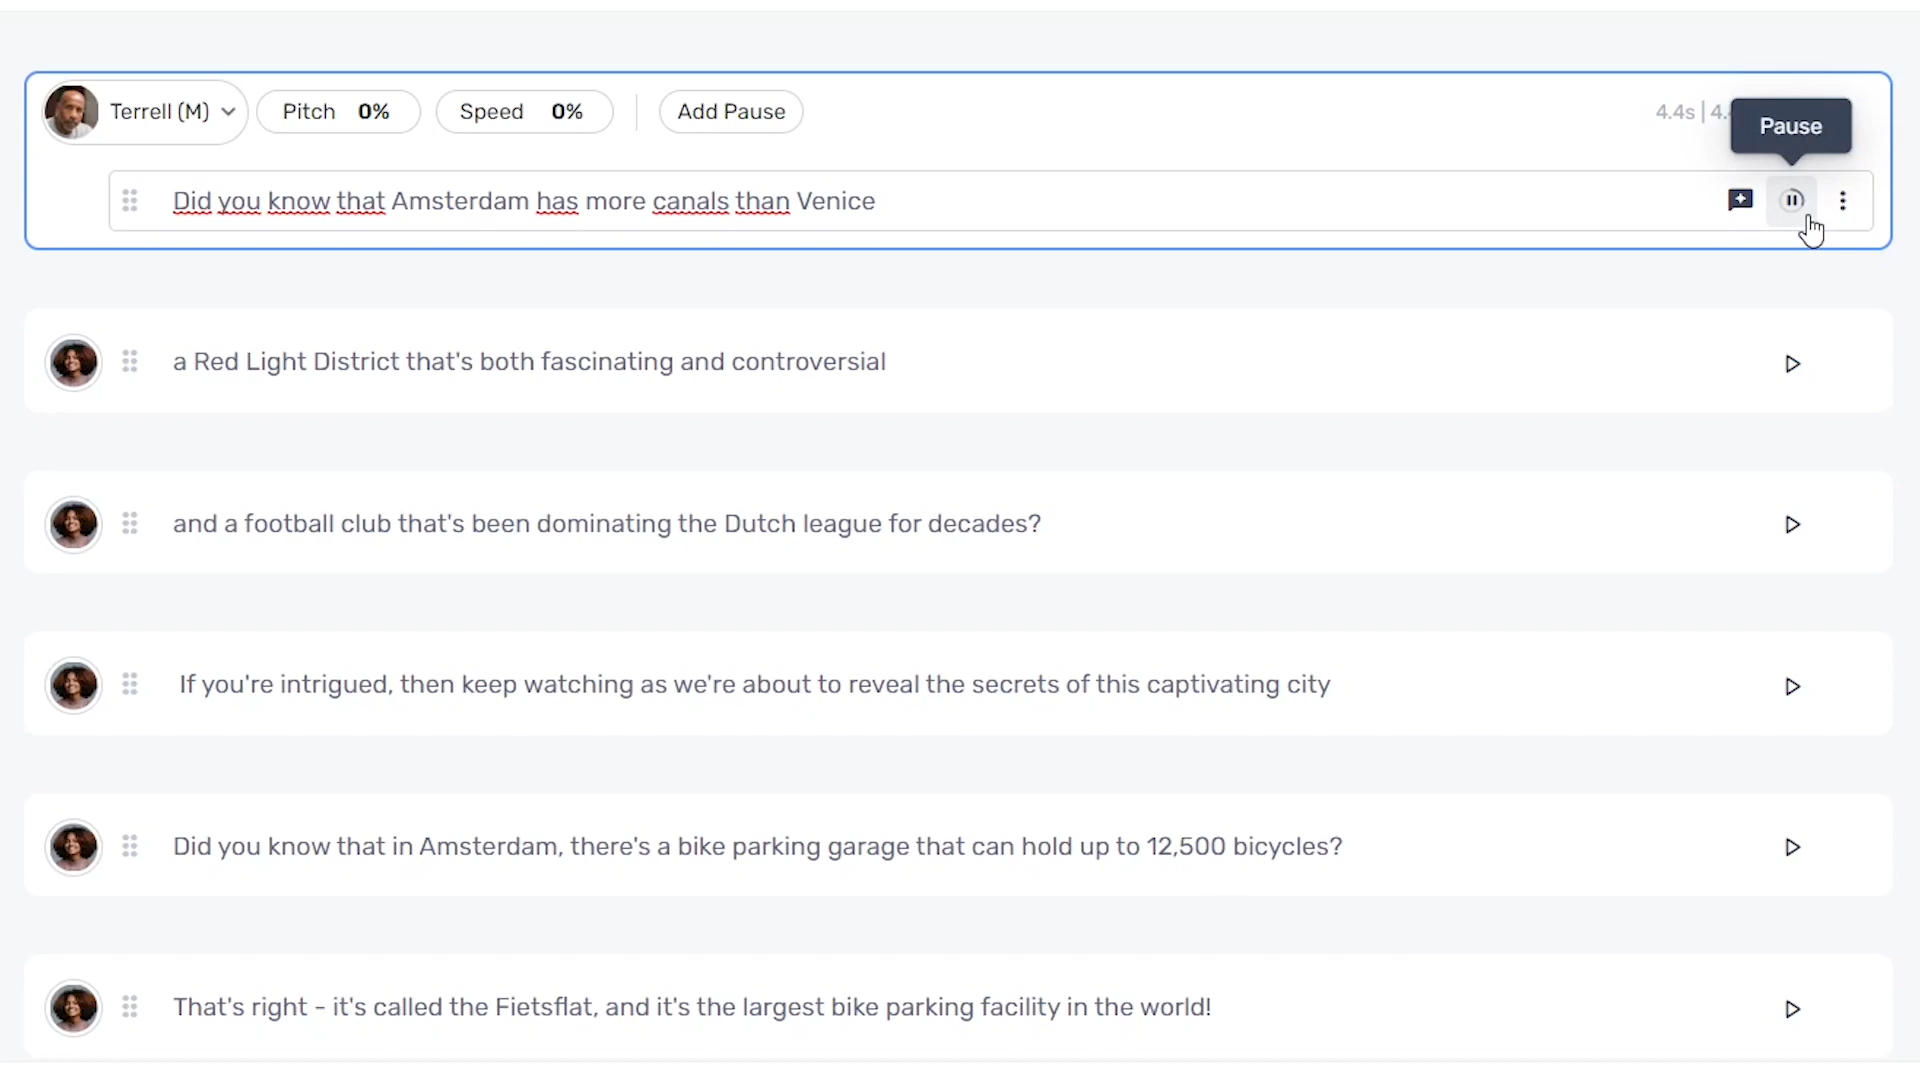 Terrell (M) Pitch 0% Speed 0% Add Pause 4.4s | 4.
Pause
Did you know that Amsterdam has more canals than Venice
a Red Light District that's both fascinating and controversial
and a football club that's been dominating the Dutch league for decades?
If you're intrigued, then keep watching as we're about to reveal the secrets of this captivating city
Did you know that in Amsterdam, there's a bike parking garage that can hold up to 12,500 bicycles?
That's right - it's called the Fietsflat, and it's the largest bike parking facility in the world!